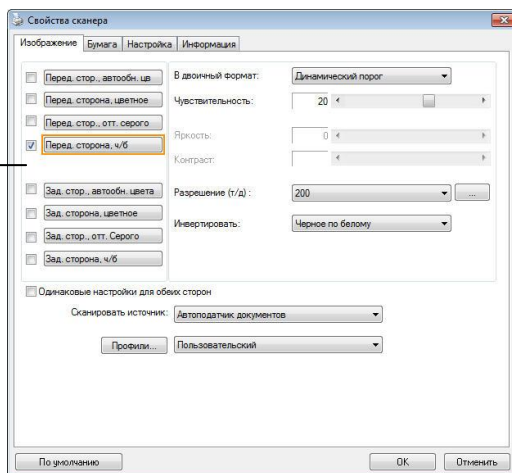 Свойства сканера
Изображение Бумага Настройка Информация
Перед. стор., автообн. цв
Перед. сторона, цветное
Перед. стор., отт. серого
Перед. сторона, ч/б
Зад. стор., автообн. цвета
Зад. сторона, цветное
Зад. стор., отт. Серого
Зад. сторона, ч/б
В двоичный формат: Динамический порог
Чувствительность: 20
Яркость: 0
Контраст:
Разрешение (т/д) : 200 ...
Инвертировать: Черное по белому
Одинаковые настройки для обеих сторон
Сканировать источник: Автоподатчик документов
Профили... Пользовательский
По умолчанию OK Отменить